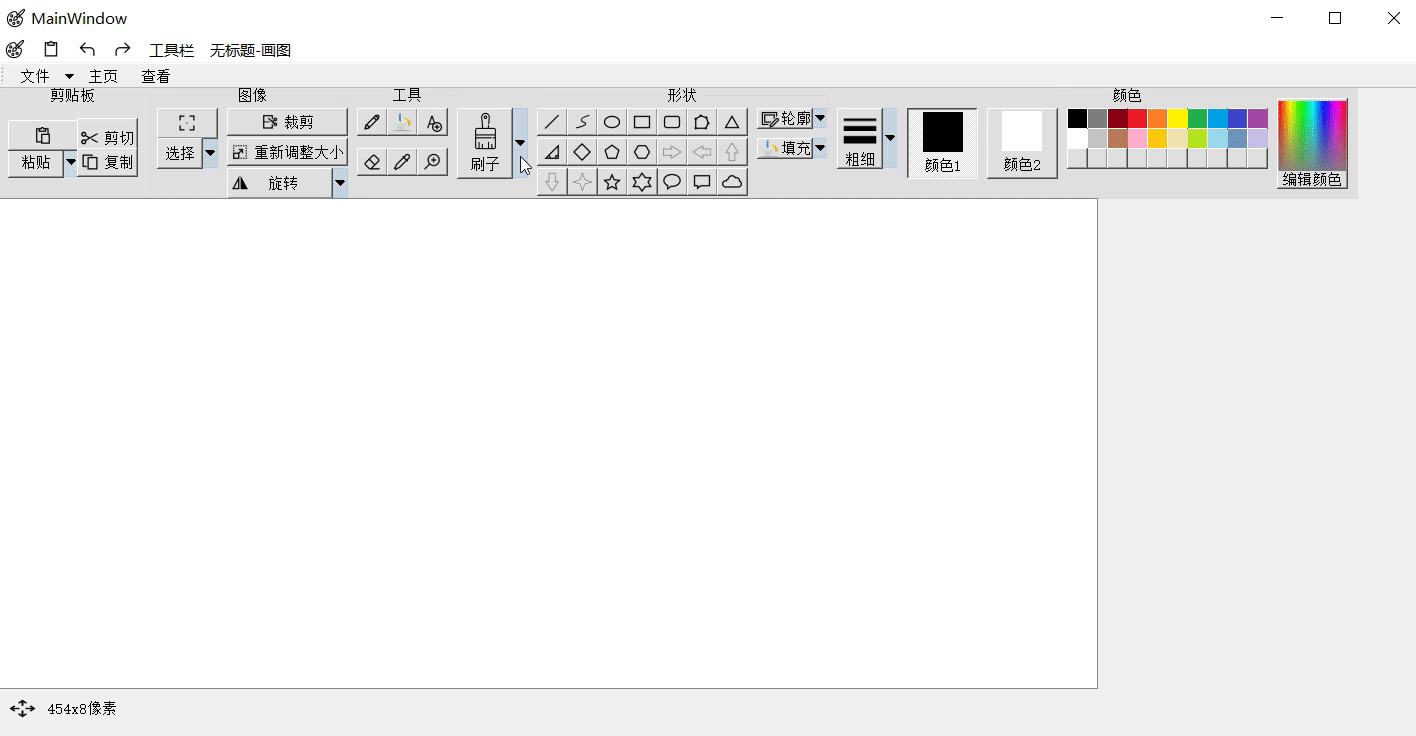 MainWindow
工具栏 无标题-画图
文件 主页 查看
剪贴板 图像 工具 形状 颜色
剪切 裁剪 轮廓
粘贴 复制 选择 重新调整大小 刷子 填充 粗细 颜色1 颜色2
旋转 编辑颜色
454x8像素